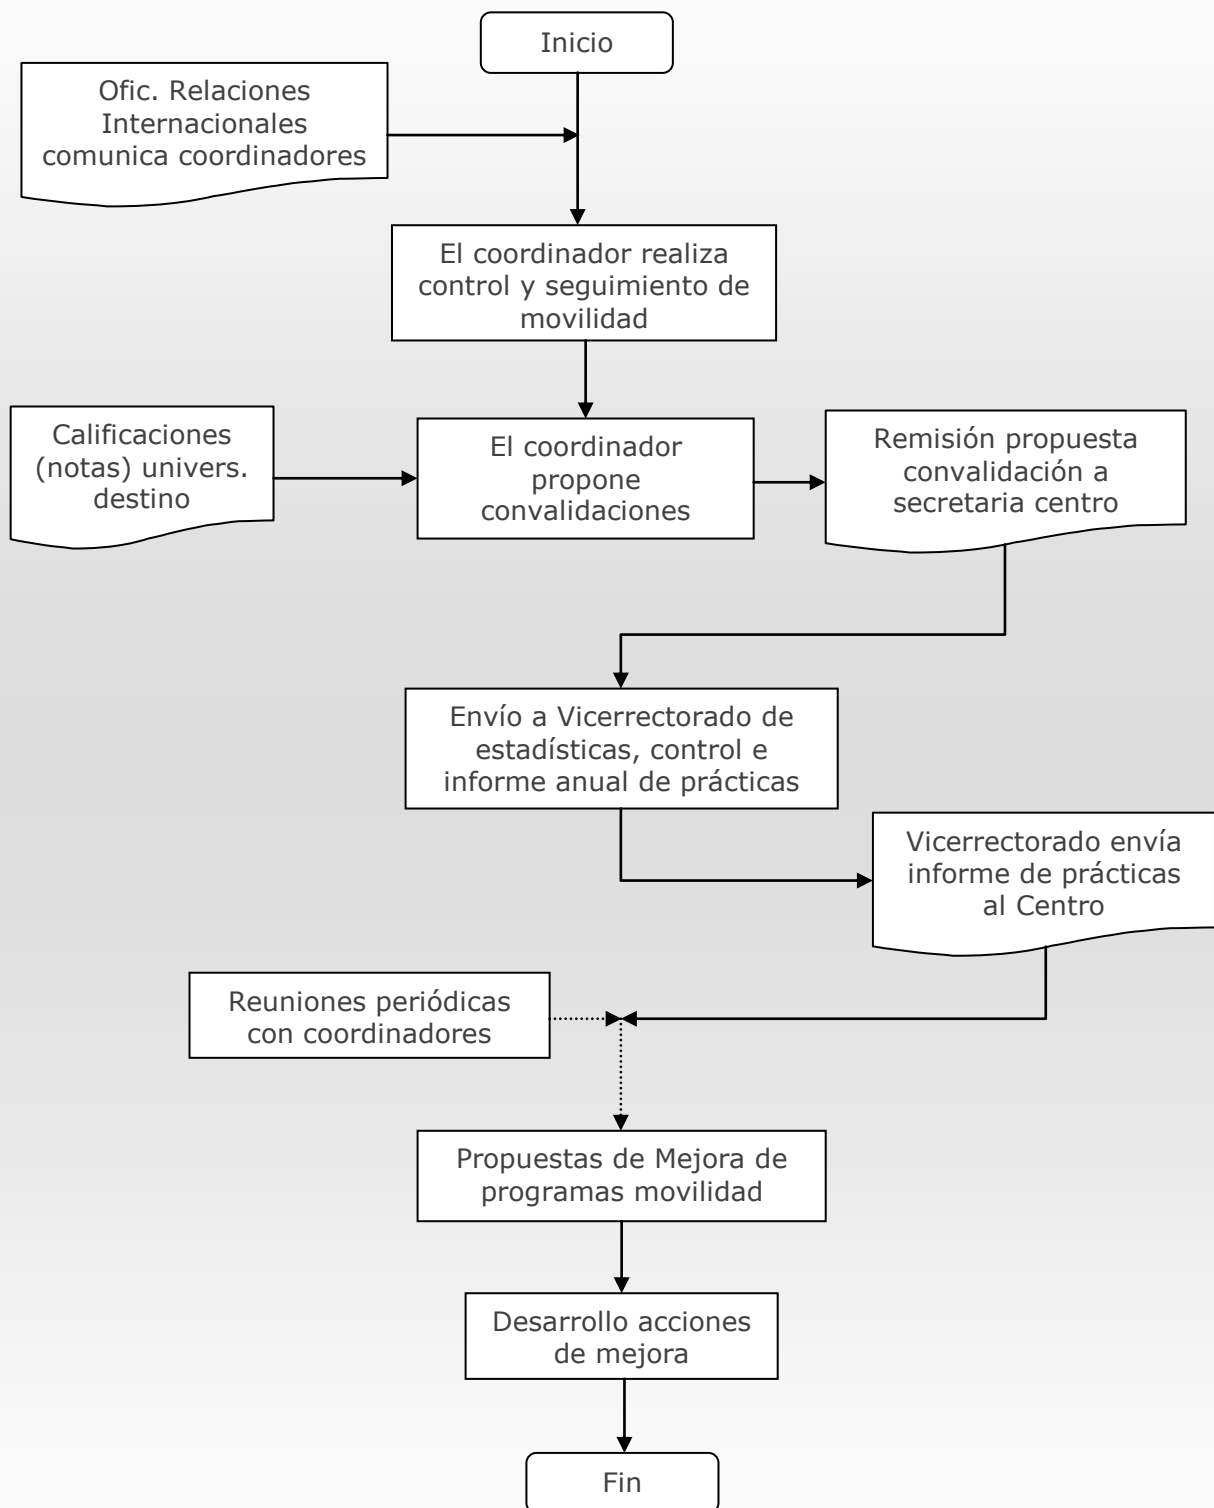 Inicio
Ofic. Relaciones
Internacionales
comunica coordinadores
El coordinador realiza
control y seguimiento de
movilidad
Calificaciones
(notas) univers.
destino
El coordinador
propone
convalidaciones
Remisión propuesta
convalidación a
secretaria centro
Envío a Vicerrectorado de
estadísticas, control e
informe anual de prácticas
Vicerrectorado envía
informe de prácticas
al Centro
Reuniones periódicas
con coordinadores
Propuestas de Mejora de
programas movilidad
Desarrollo acciones
de mejora
Fin